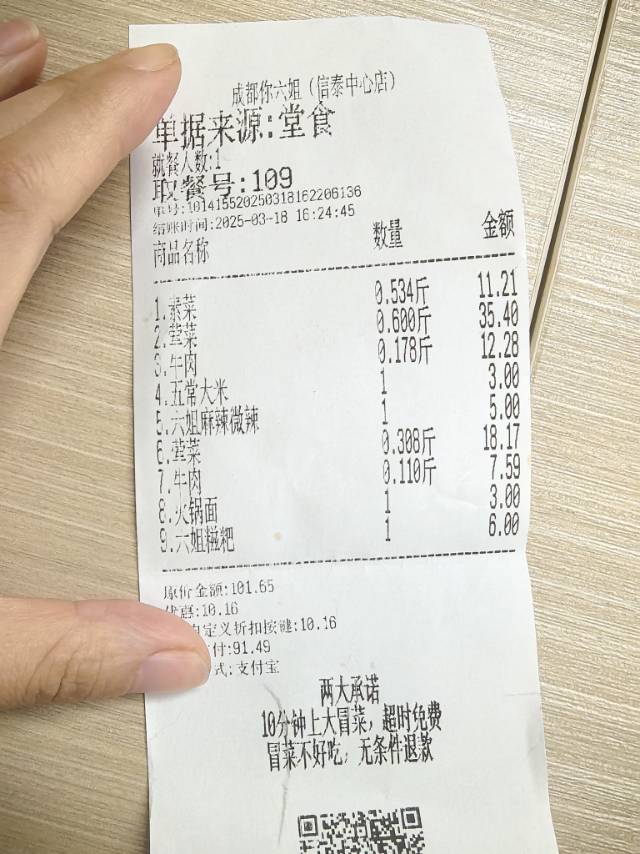 成都你六姐（信泰中心店）
单据来源:堂食
就餐人数:1
取餐号:109
单号:101415520250318162206136
结账时间:2025-03-18 16:24:45
商品名称 数量 金额
1.素菜 0.534斤 11.21
2.荤菜 0.600斤 35.40
3.牛肉 0.178斤 12.28
4.五常大米 1 3.00
5.六姐麻辣微辣 1 5.00
6.荤菜 0.308斤 18.17
7.牛肉 0.110斤 7.59
8.火锅面 1 3.00
9.六姐糍粑 1 6.00
原价金额:101.65
优惠:10.16
自定义折扣按键:10.16
付:91.49
式:支付宝
两大承诺
10分钟上大冒菜，超时免费
冒菜不好吃，无条件退款